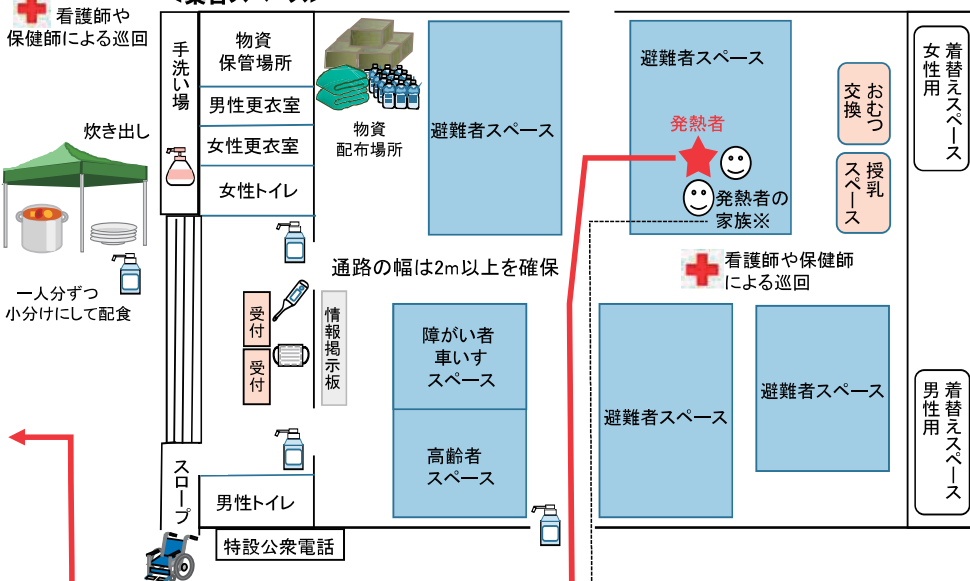 看護師や
保健師による巡回
炊き出し
一人分ずつ
小分けにして配食
手洗い場
物資
保管場所
男性更衣室
女性更衣室
女性トイレ
物資
配布場所
避難者スペース
避難者スペース
発熱者
発熱者の
家族※
おむつ
交換
授乳
スペース
着替えスペース
女性用
通路の幅は2m以上を確保
看護師や保健師
による巡回
受付
受付
情報掲示板
障がい者
車いす
スペース
高齢者
スペース
避難者スペース
避難者スペース
着替えスペース
男性用
スロープ
男性トイレ
特設公衆電話